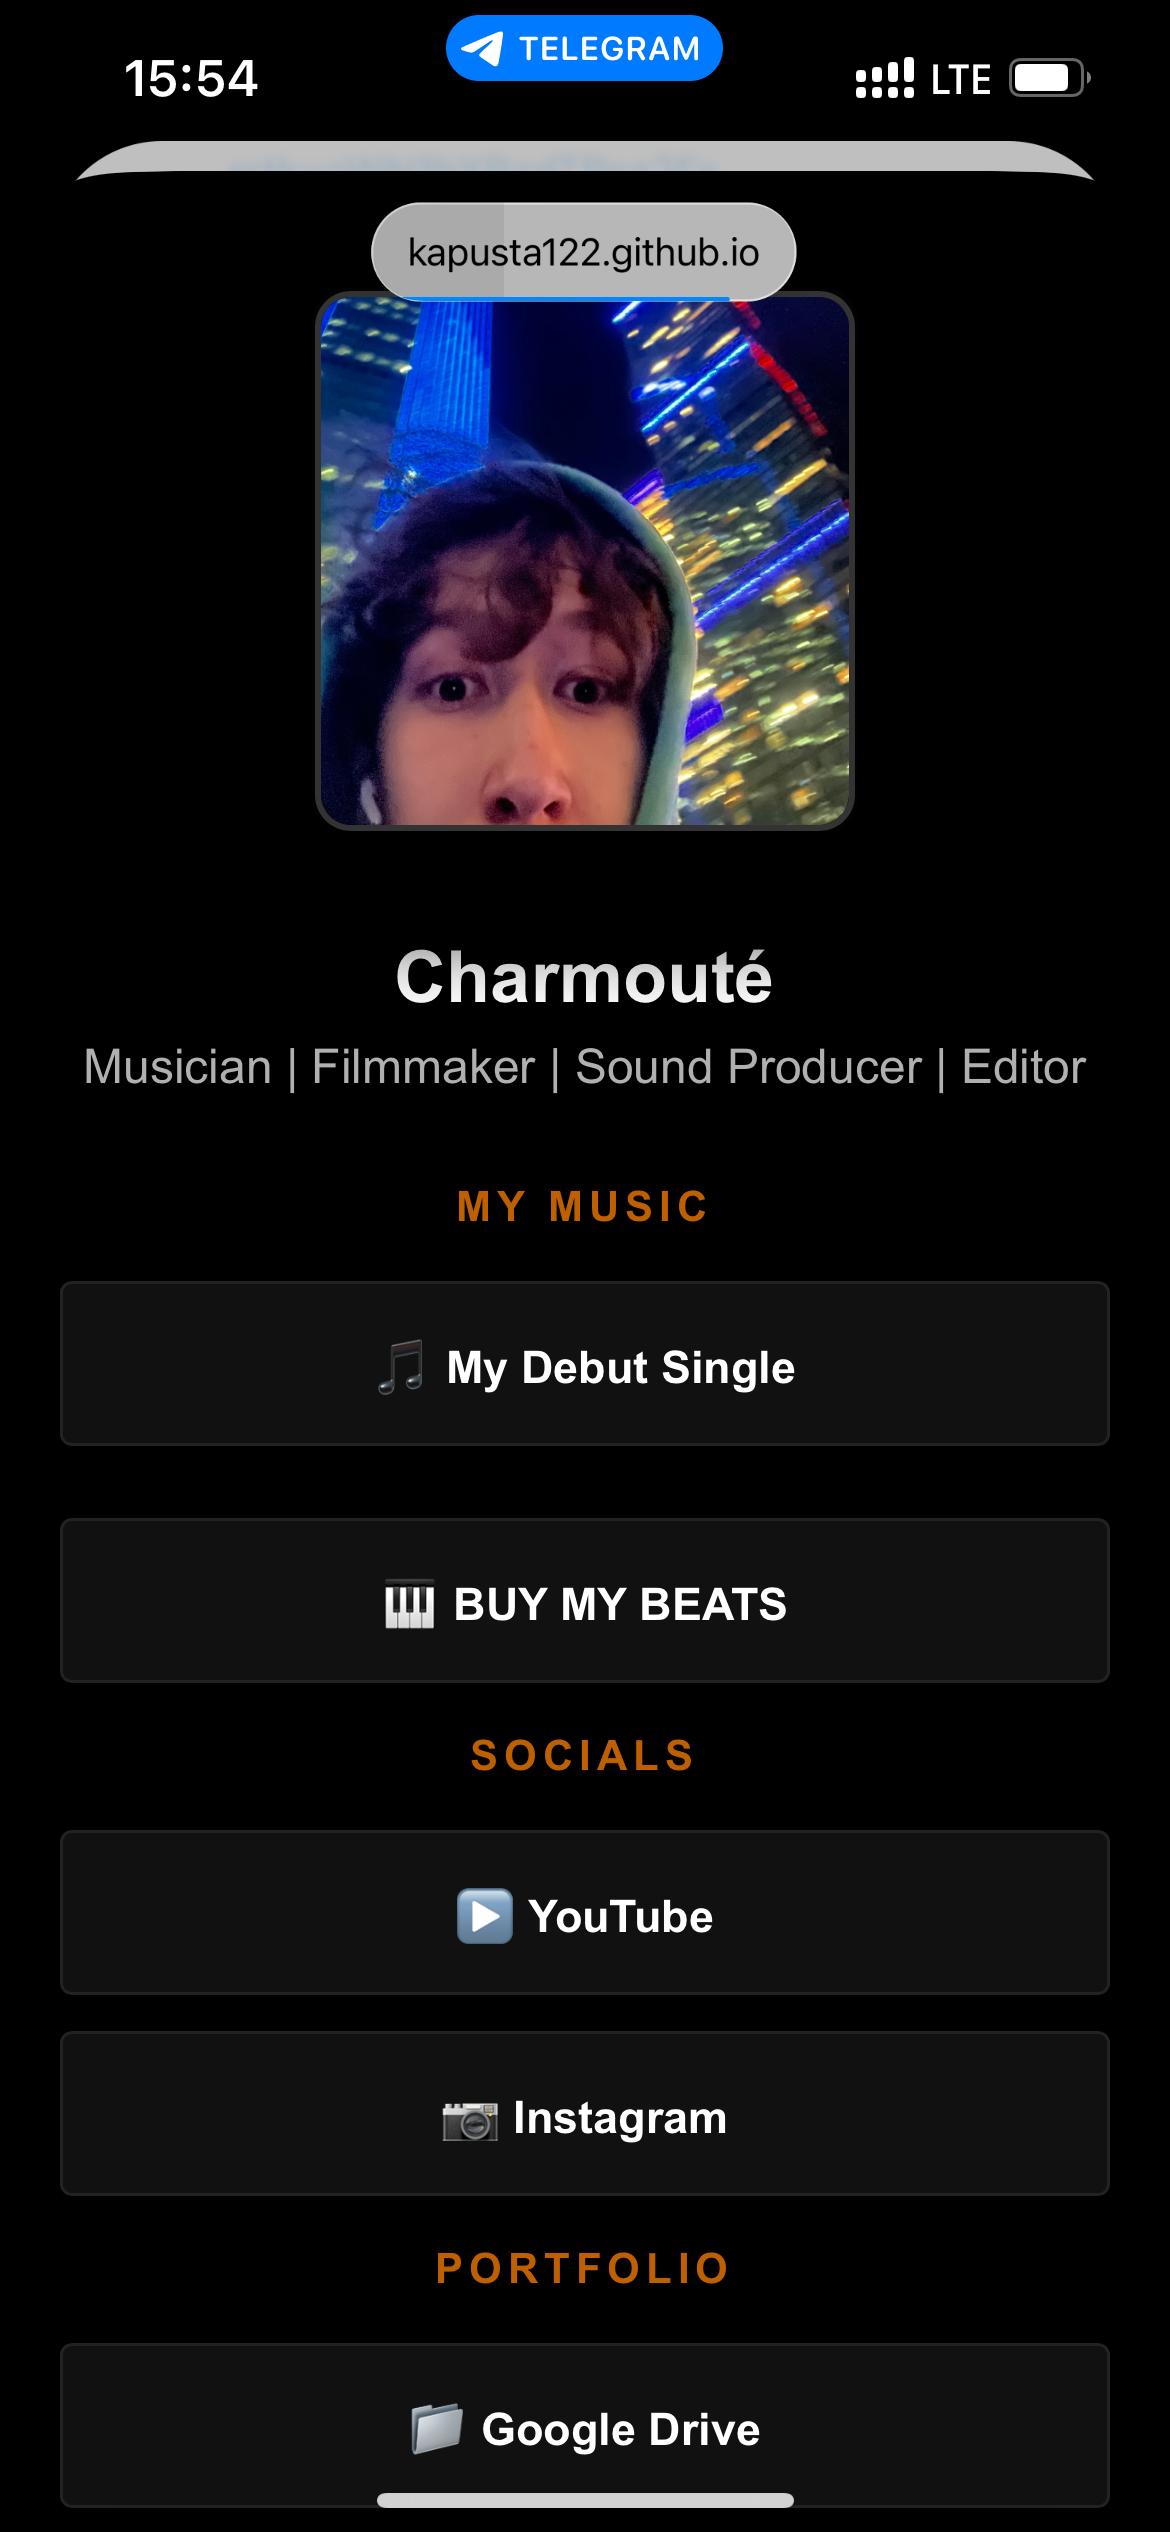 15:54
TELEGRAM
LTE
kapusta122.github.io
Charmouté
Musician | Filmmaker | Sound Producer | Editor
MY MUSIC
🎵 My Debut Single
🎹 BUY MY BEATS
SOCIALS
▶️ YouTube
📷 Instagram
PORTFOLIO
📁 Google Drive